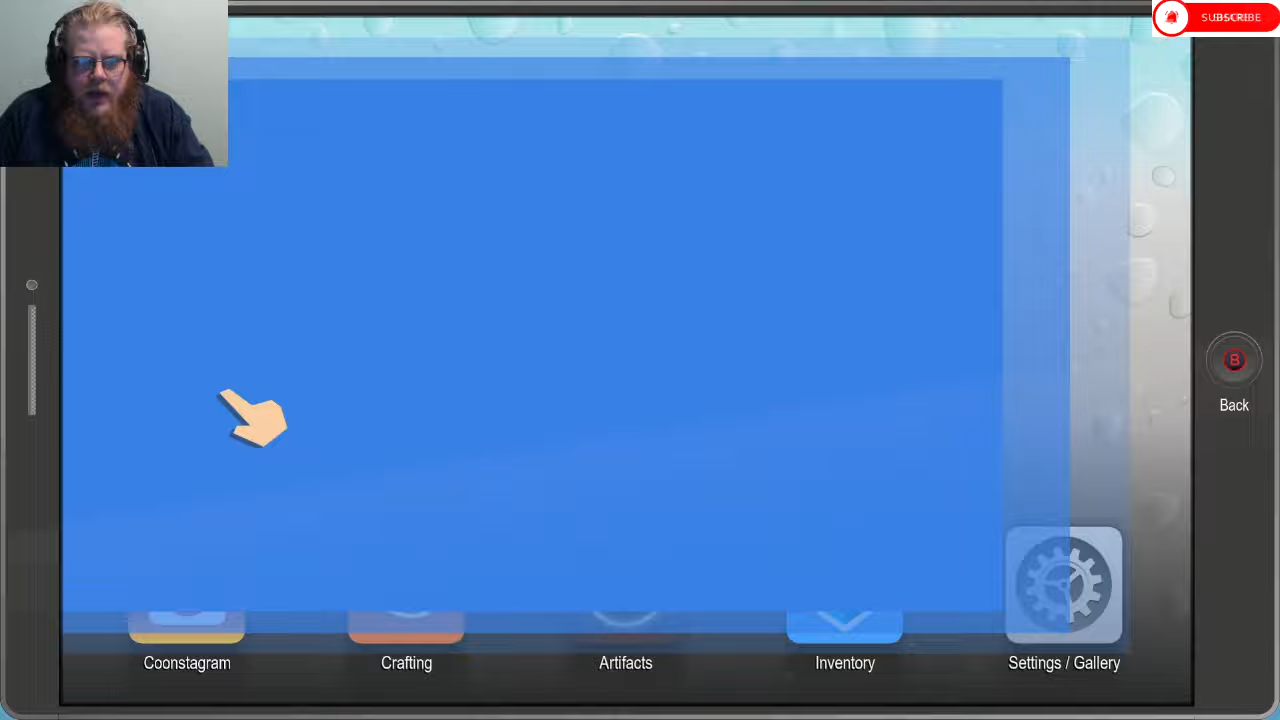 SUBSCRIBE
B
Back
Coonstagram
Crafting
Artifacts
Inventory
Settings / Gallery